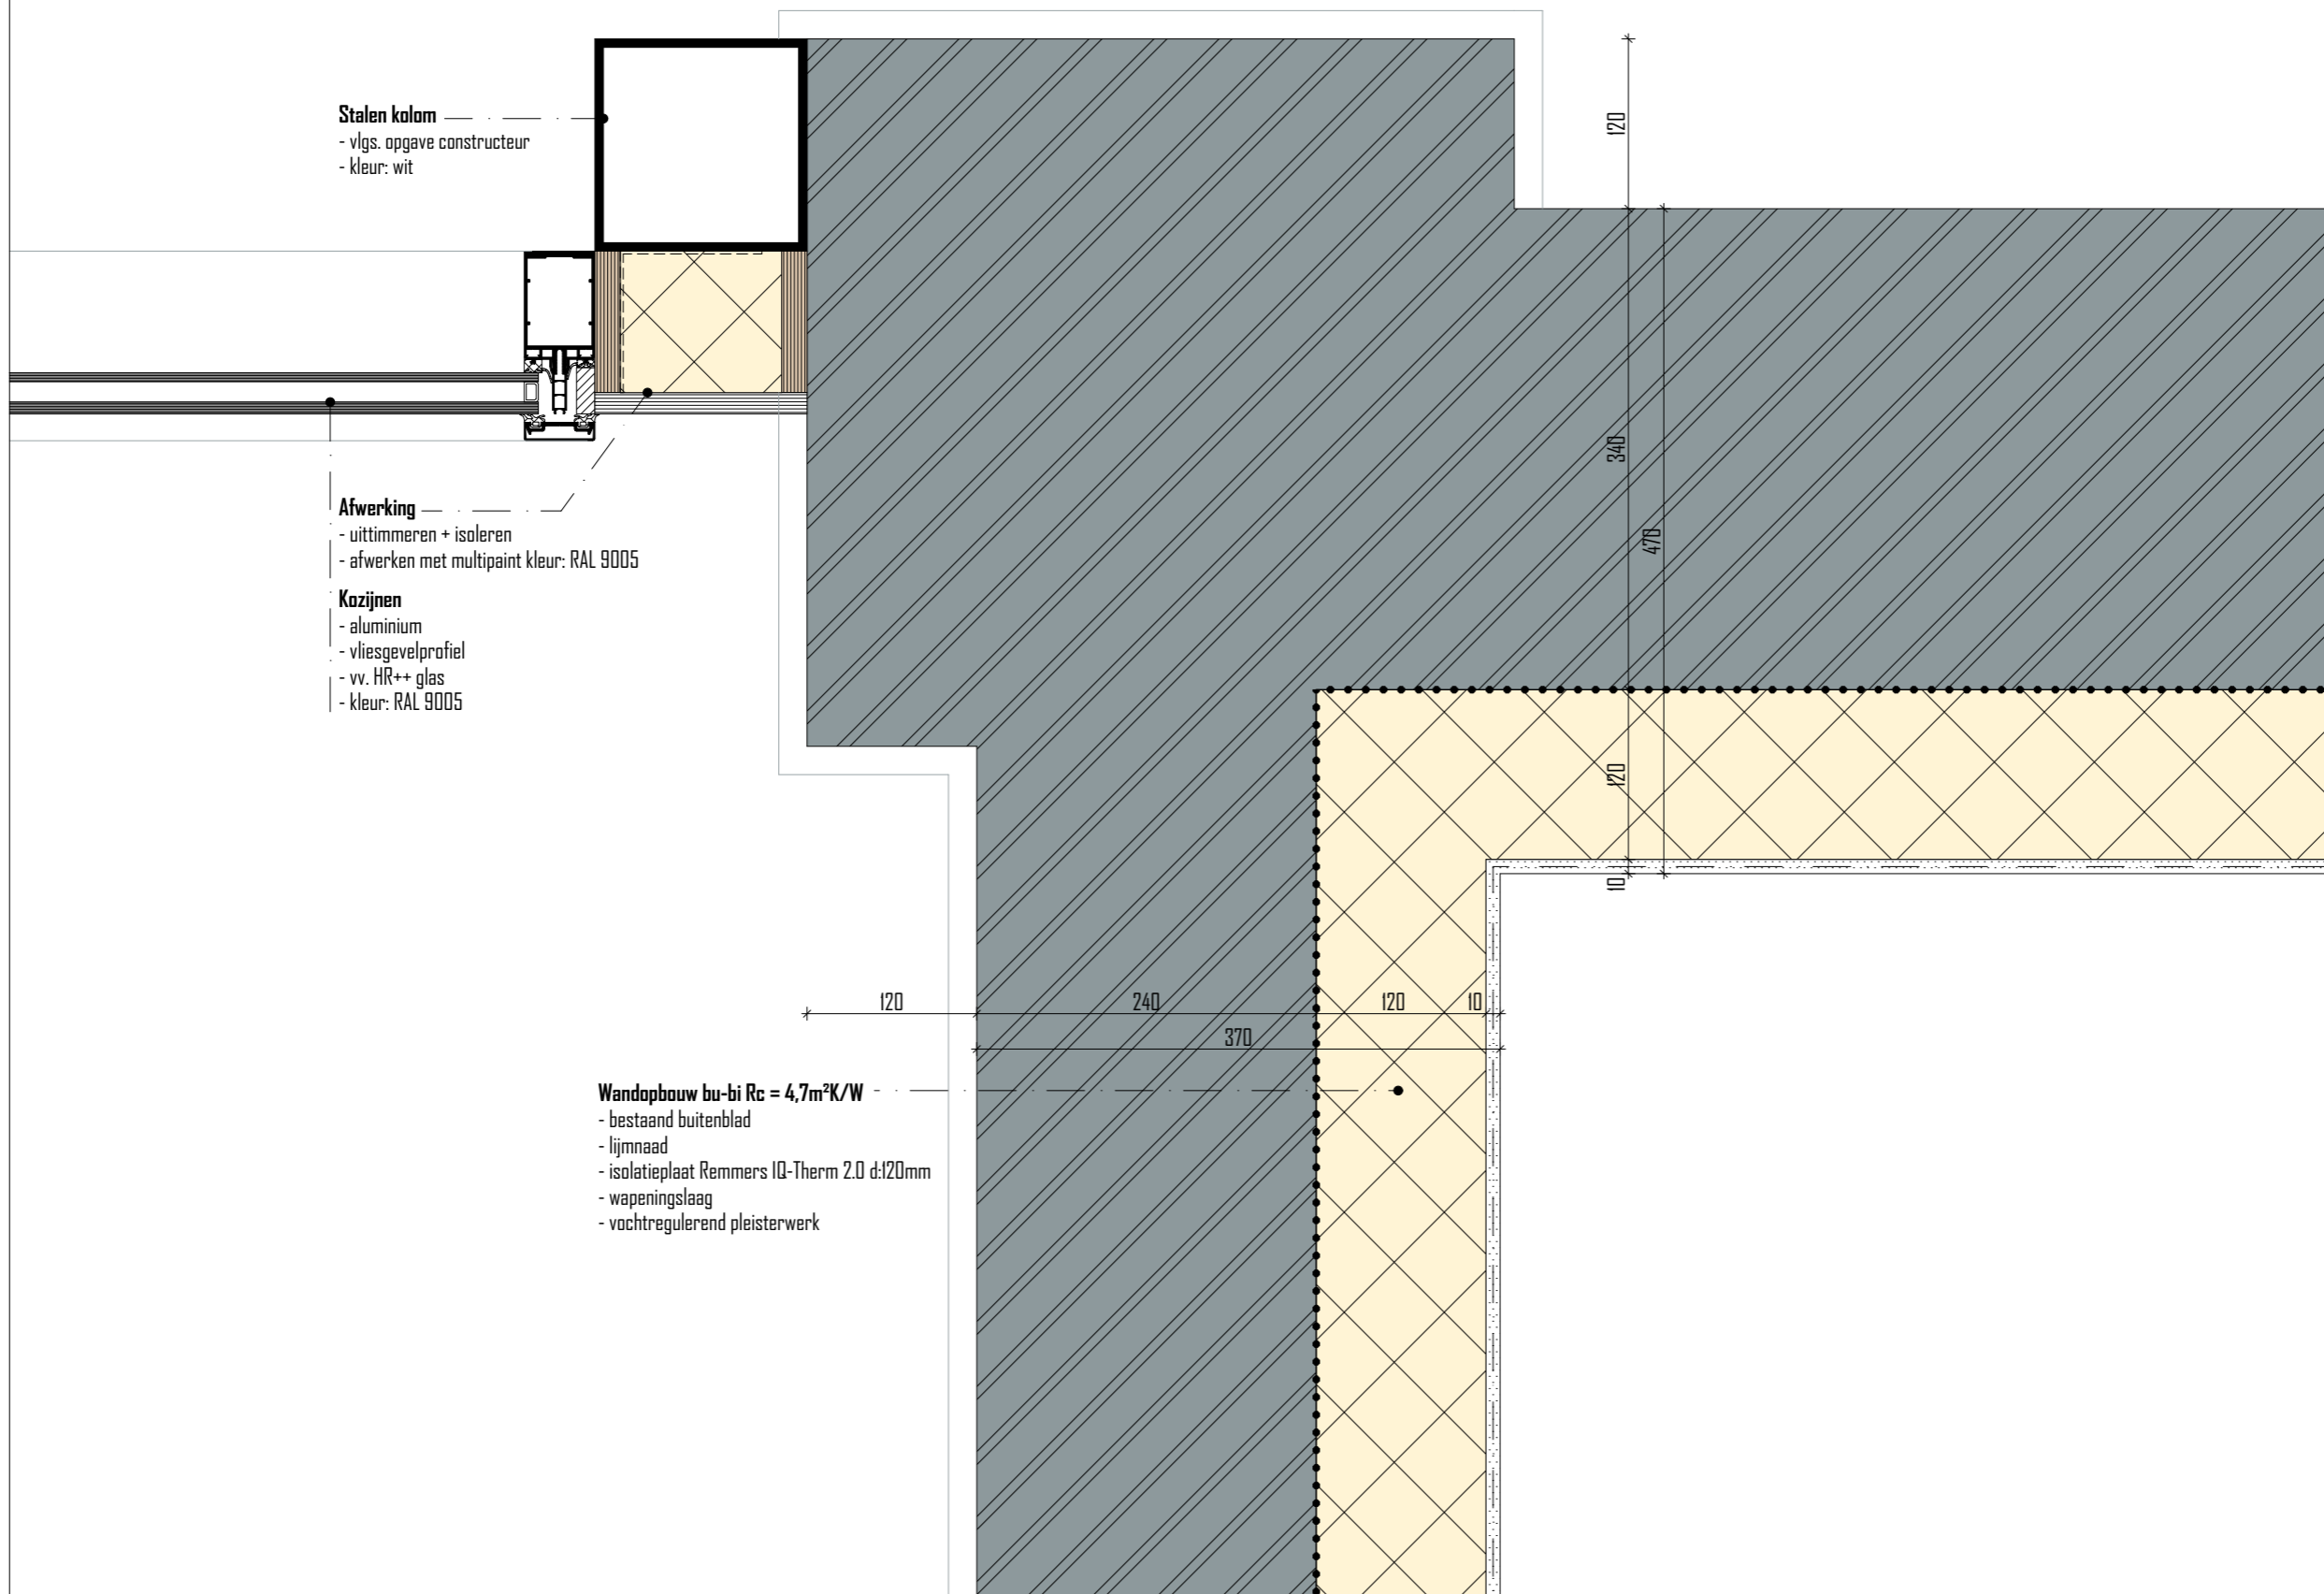 Stalen kolom
- vlgs. opgave constructeur
- kleur: wit
120
340
470
Afwerking
- uittimmeren + isoleren
- afwerken met multipaint kleur: RAL 9005
Kozijnen
- aluminium
- vliesgevelprofiel
- vv. HR++ glas
- kleur: RAL 9005
120
10
120
240
120
10
370
Wandopbouw bu-bi Rc = 4,7m²K/W
- bestaand buitenblad
- lijmnaad
- isolatieplaat Remmers IQ-Therm 2.0 d:120mm
- wapeningslaag
- vochtregulerend pleisterwerk